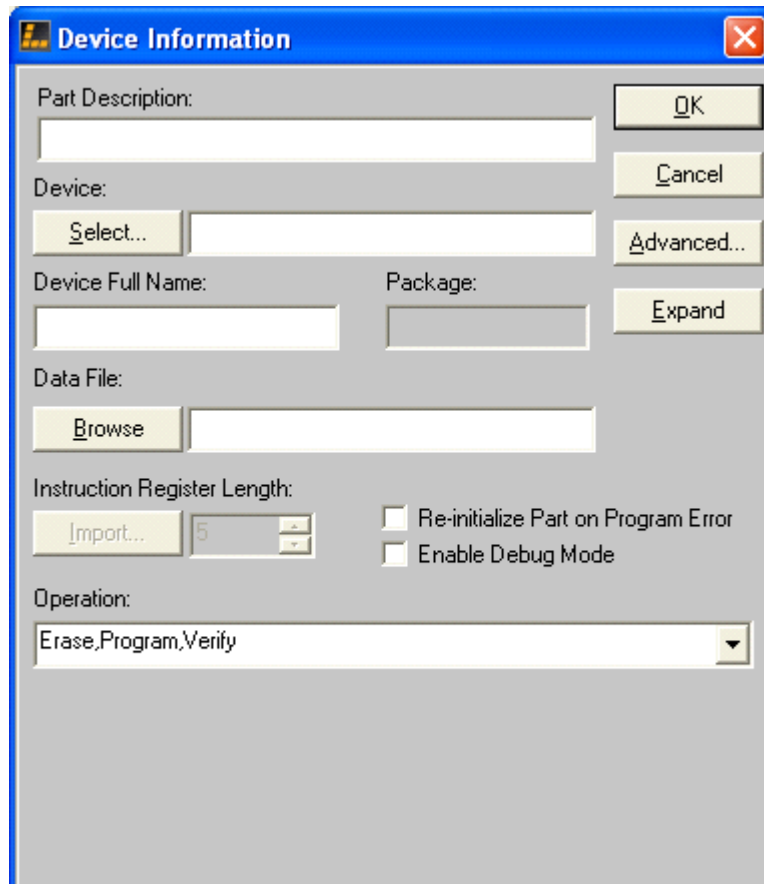 Device Information
Part Description:
OK
Cancel
Device:
Select...
Advanced...
Device Full Name:
Package:
Expand
Data File:
Browse
Instruction Register Length:
Import...
5
Re-initialize Part on Program Error
Enable Debug Mode
Operation:
Erase,Program,Verify